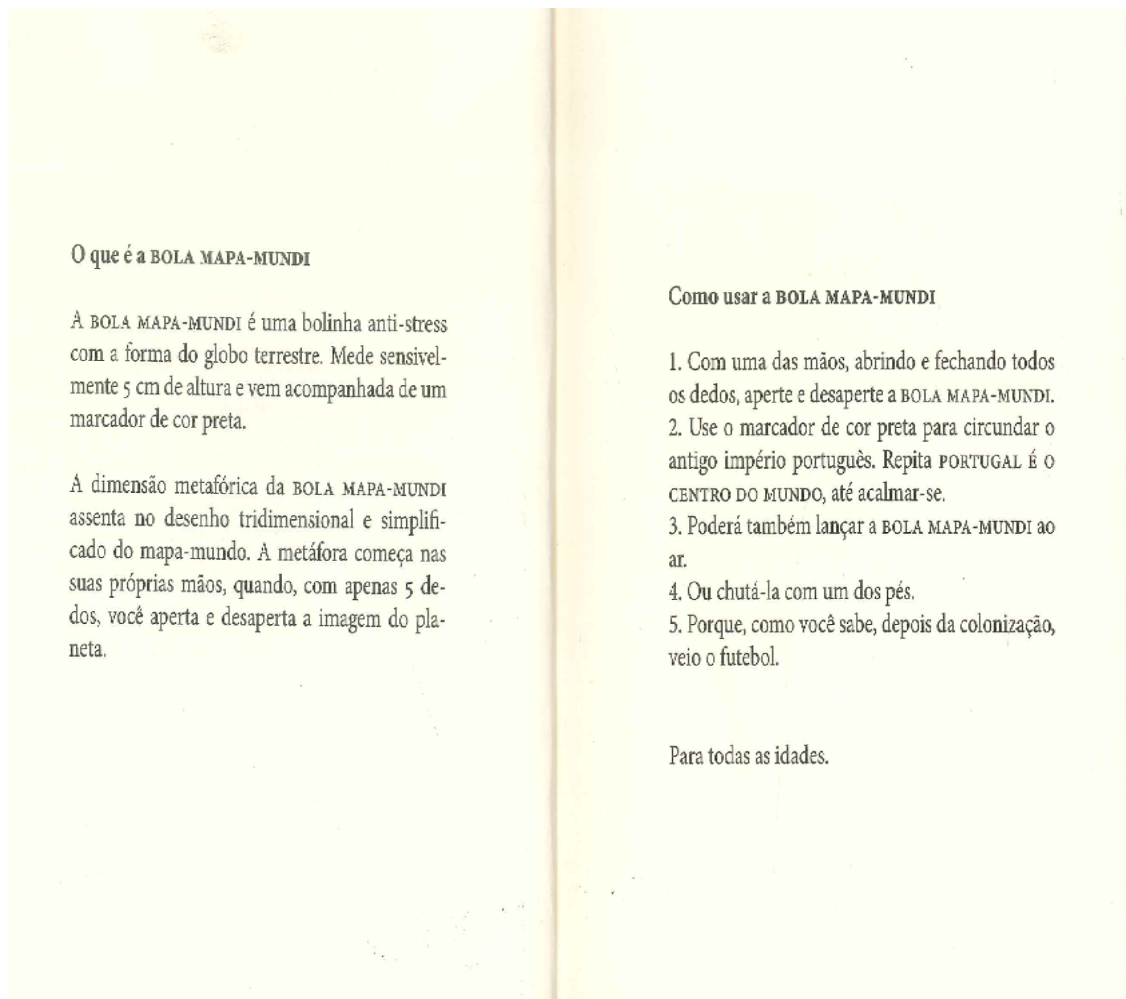 O que é a BOLA MAPA-MUNDI
A BOLA MAPA-MUNDI é uma bolinha anti-stress
com a forma do globo terrestre. Mede sensivel-
mente 5 cm de altura e vem acompanhada de um
marcador de cor preta.
A dimensão metafórica da BOLA MAPA-MUNDI
assenta no desenho tridimensional e simplifi-
cado do mapa-mundo. A metáfora começa nas
suas próprias mãos, quando, com apenas 5 de-
dos, você aperta e desaperta a imagem do pla-
neta.
Como usar a BOLA MAPA-MUNDI
1. Com uma das mãos, abrindo e fechando todos
os dedos, aperte e desaperte a BOLA MAPA-MUNDI.
2. Use o marcador de cor preta para circundar o
antigo império português. Repita PORTUGAL É O
CENTRO DO MUNDO, até acalmar-se.
3. Poderá também lançar a BOLA MAPA-MUNDI ao
ar.
4. Ou chutá-la com um dos pés.
5. Porque, como você sabe, depois da colonização,
veio o futebol.
Para todas as idades.